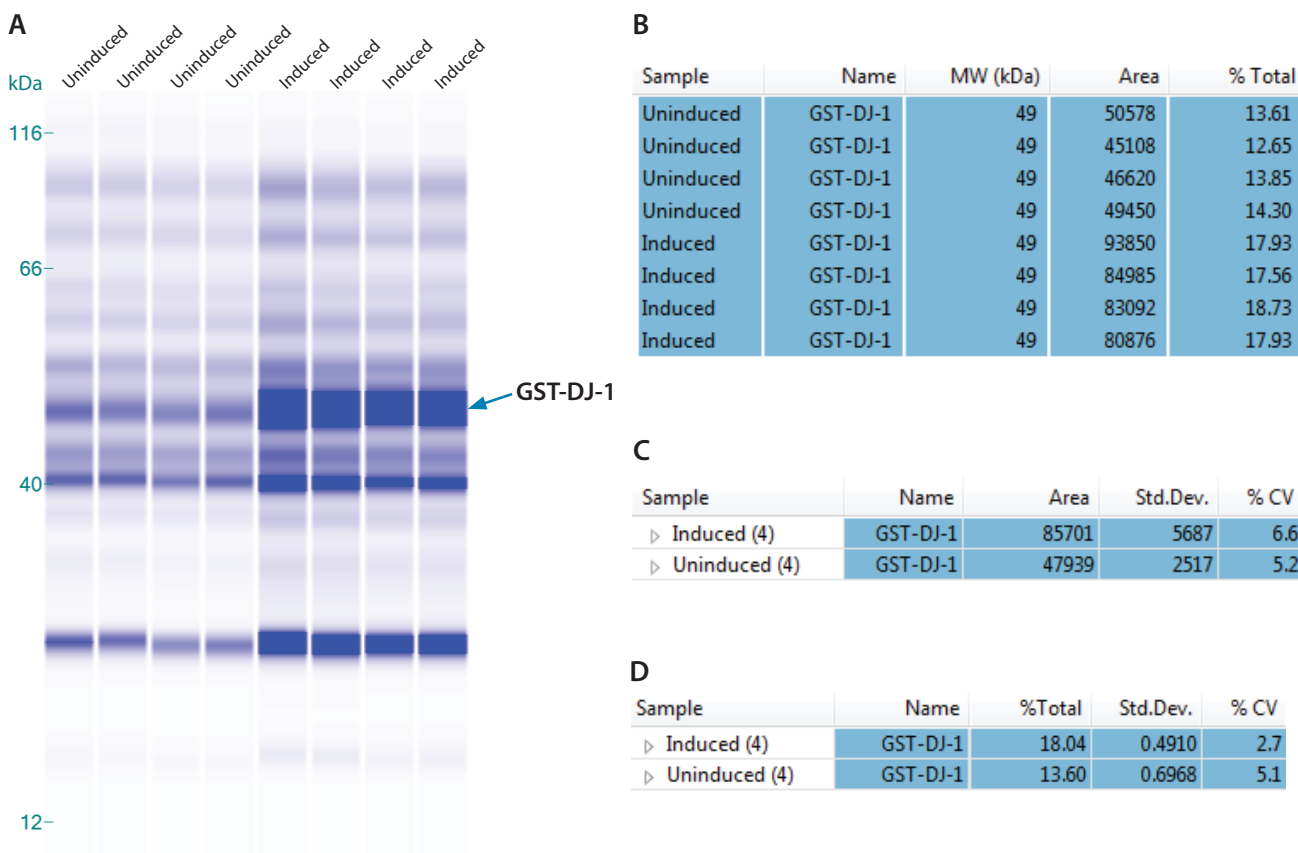 A
Uninduced Uninduced Uninduced Uninduced Induced Induced Induced Induced
kDa
116
66
40
12
GST-DJ-1
B
Sample Name MW (kDa) Area % Total
Uninduced GST-DJ-1 49 50578 13.61
Uninduced GST-DJ-1 49 45108 12.65
Uninduced GST-DJ-1 49 46620 13.85
Uninduced GST-DJ-1 49 49450 14.30
Induced GST-DJ-1 49 93850 17.93
Induced GST-DJ-1 49 84985 17.56
Induced GST-DJ-1 49 83092 18.73
Induced GST-DJ-1 49 80876 17.93
C
Sample Name Area Std.Dev. % CV
Induced (4) GST-DJ-1 85701 5687 6.6
Uninduced (4) GST-DJ-1 47939 2517 5.2
D
Sample Name %Total Std.Dev. % CV
Induced (4) GST-DJ-1 18.04 0.4910 2.7
Uninduced (4) GST-DJ-1 13.60 0.6968 5.1